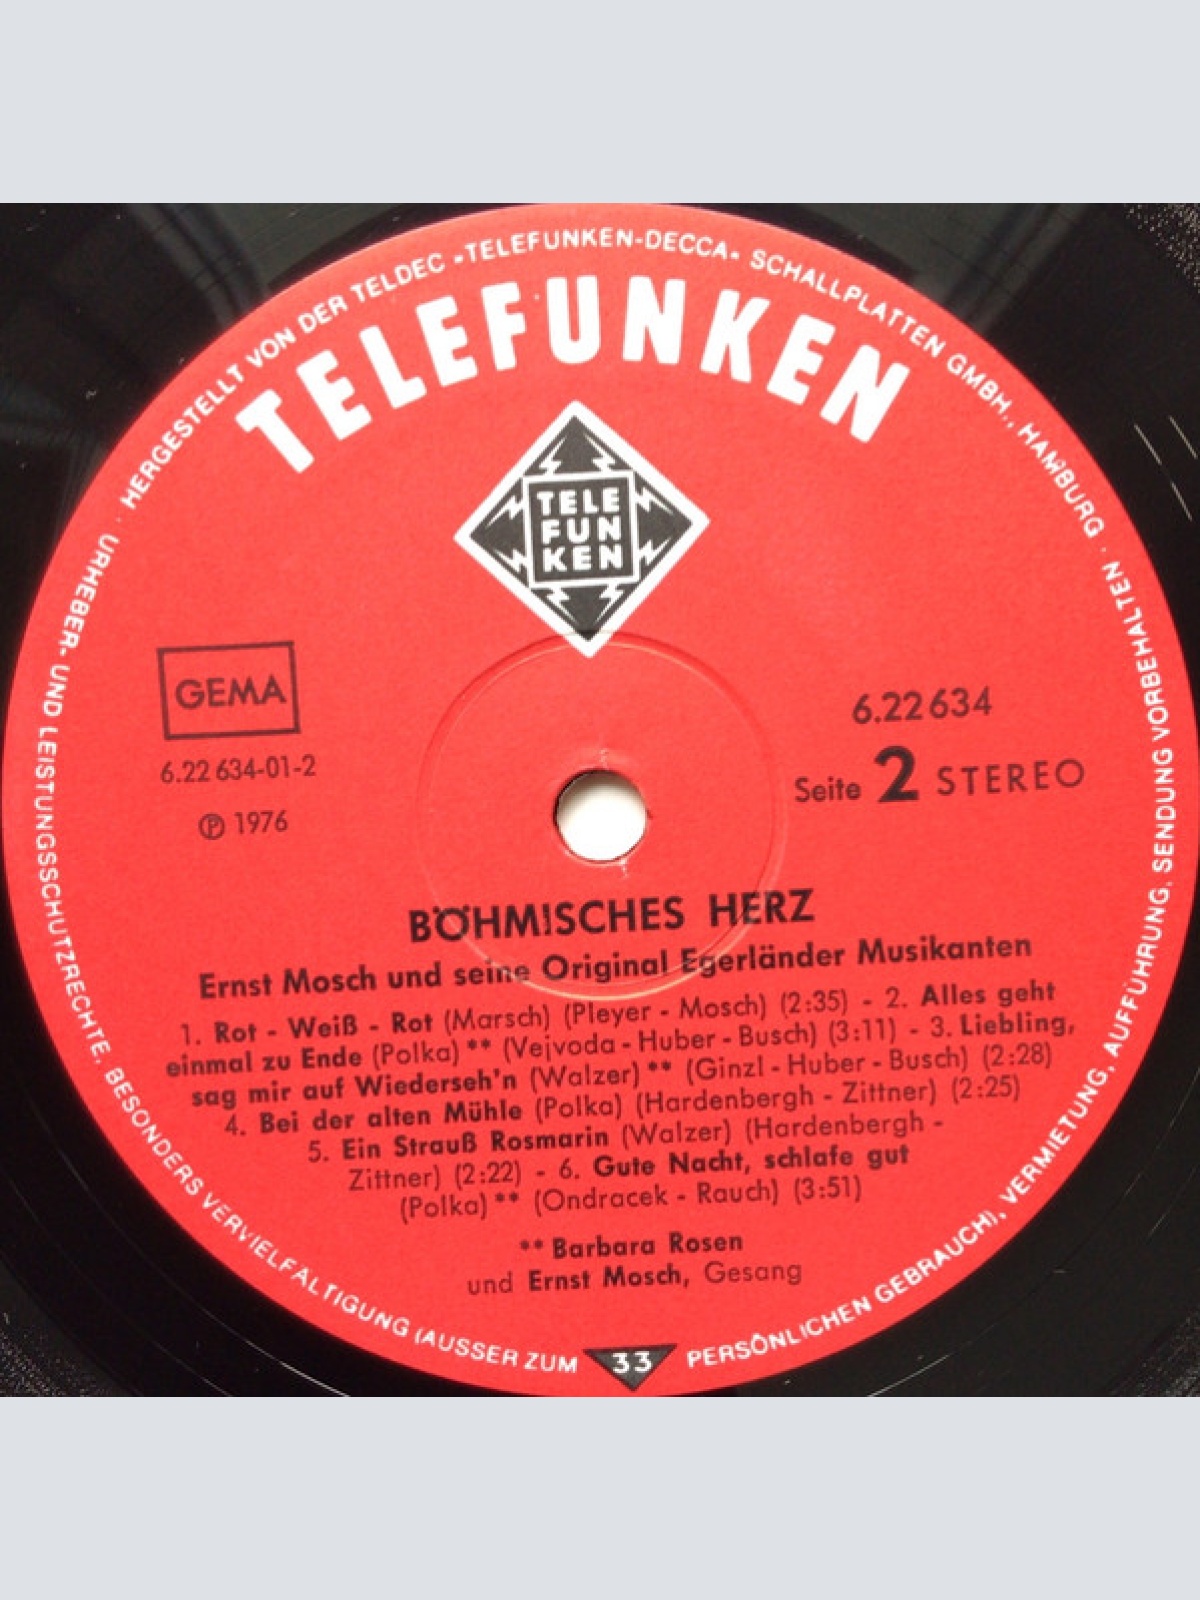 HERGESTELLT VON DER TELDEC »TELEFUNKEN-DECCA« SCHALLPLATTEN GMBH., HAMBURG ·
TELEFUNKEN
TELE
FUN
KEN
GEMA
6.22 634-01-2
Ⓟ 1976
6.22634
Seite 2 STEREO
BÖHMISCHES HERZ
Ernst Mosch und seine Original Egerländer Musikanten
1. Rot - Weiß - Rot (Marsch) (Pleyer - Mosch) (2:35) - 2. Alles geht
einmal zu Ende (Polka) ** (Vejvoda - Huber - Busch) (3:11) - 3. Liebling,
sag mir auf Wiederseh'n (Walzer) ** (Ginzl - Huber - Busch) (2:28)
4. Bei der alten Mühle (Polka) (Hardenbergh - Zittner) (2:25)
5. Ein Strauß Rosmarin (Walzer) (Hardenbergh -
Zittner) (2:22) - 6. Gute Nacht, schlafe gut
(Polka) ** (Ondracek - Rauch) (3:51)
** Barbara Rosen
und Ernst Mosch, Gesang
URHEBER- UND LEISTUNGSSCHUTZRECHTE, BESONDERS VERVIELFÄLTIGUNG (AUSSER ZUM PERSÖNLICHEN GEBRAUCH), VERMIETUNG, AUFFÜHRUNG, SENDUNG VORBEHALTEN ·
33